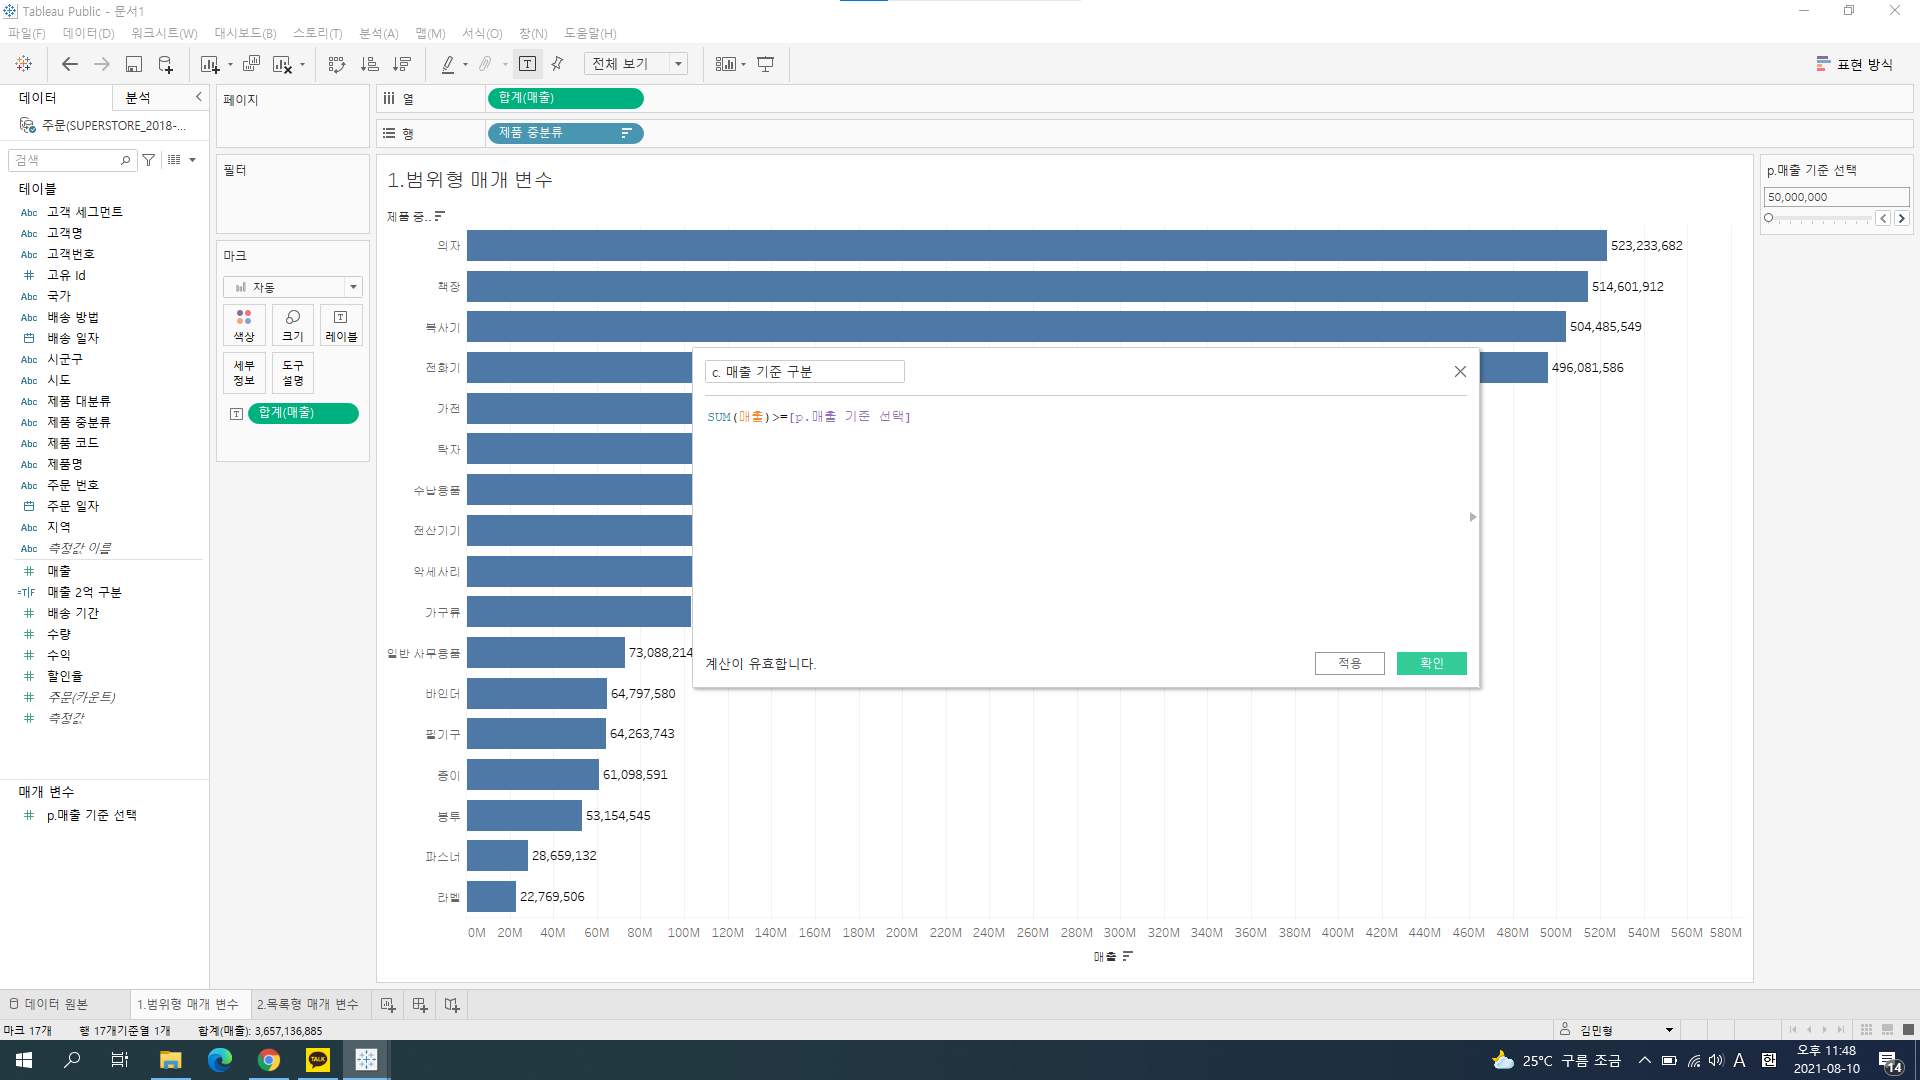 Tableau Public - 문서1
파일(F) 데이터(D) 워크시트(W) 대시보드(B) 스토리(T) 분석(A) 맵(M) 서식(O) 창(N) 도움말(H)
전체 보기
표현 방식
데이터 분석
주문(SUPERSTORE_2018-...
검색
테이블
Abc 고객 세그먼트
Abc 고객명
Abc 고객번호
# 고유 Id
Abc 국가
Abc 배송 방법
배송 일자
Abc 시군구
Abc 시도
Abc 제품 대분류
Abc 제품 중분류
Abc 제품 코드
Abc 제품명
Abc 주문 번호
주문 일자
Abc 지역
Abc 측정값 이름
# 매출
=T|F 매출 2억 구분
# 배송 기간
# 수량
# 수익
# 할인율
# 주문(카운트)
# 측정값
매개 변수
# p.매출 기준 선택
페이지
필터
마크
자동
색상 크기 레이블
세부 정보 도구 설명
합계(매출)
열 합계(매출)
행 제품 중분류
1.범위형 매개 변수
제품 중..
의자 523,233,682
책장 514,601,912
복사기 504,485,549
전화기 496,081,586
가전
탁자
수납용품
전산기기
악세사리
가구류
일반 사무용품 73,088,214
바인더 64,797,580
필기구 64,263,743
종이 61,098,591
봉투 53,154,545
파스너 28,659,132
라벨 22,769,506
0M 20M 40M 60M 80M 100M 120M 140M 160M 180M 200M 220M 240M 260M 280M 300M 320M 340M 360M 380M 400M 420M 440M 460M 480M 500M 520M 540M 560M 580M
매출
c. 매출 기준 구분
SUM(매출)>=[p.매출 기준 선택]
계산이 유효합니다.
적용 확인
p.매출 기준 선택
50,000,000
데이터 원본 1.범위형 매개 변수 2.목록형 매개 변수
마크 17개 행 17개기준열 1개 합계(매출): 3,657,136,885
김민형
TALK
25°C 구름 조금
A 한
오후 11:48
2021-08-10
14